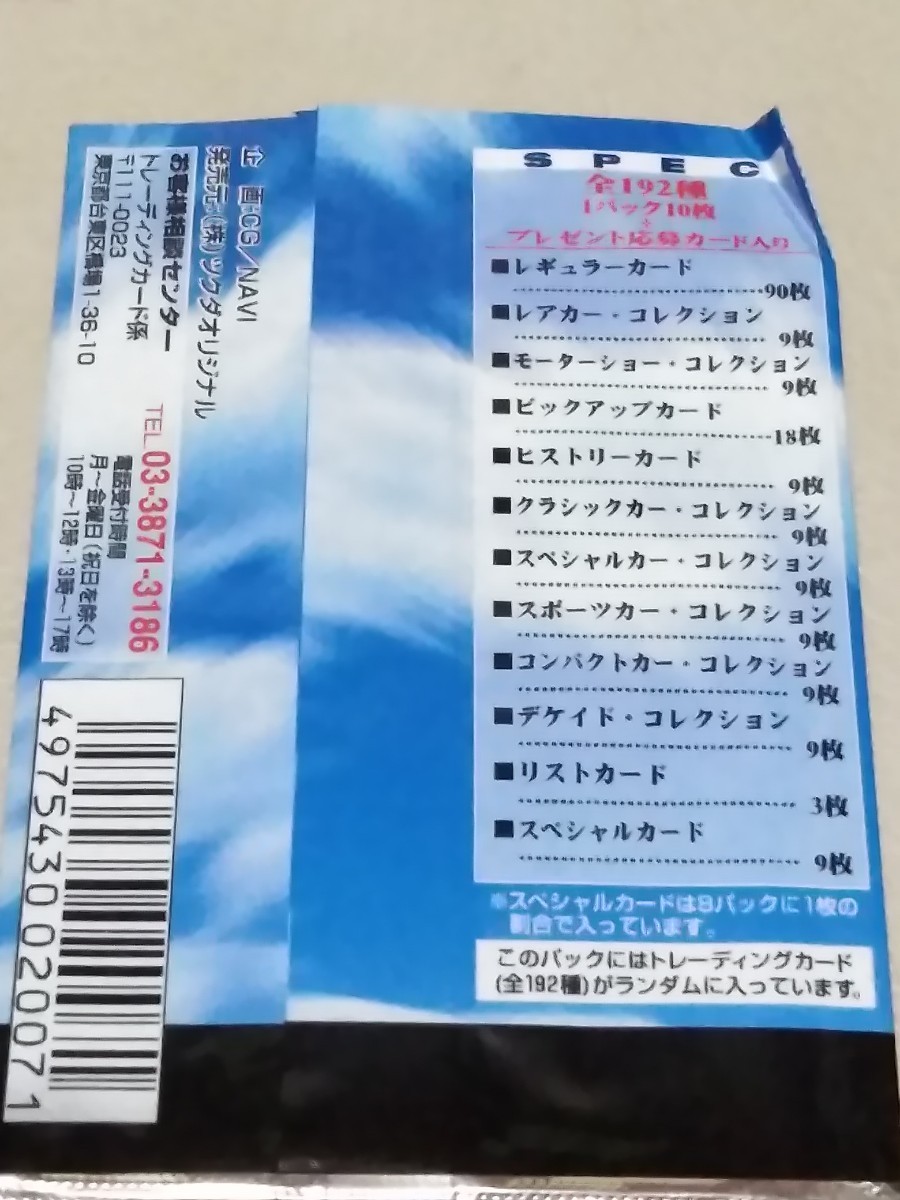 SPEC
全192種
1パック10枚
+
プレゼント応募カード入り
■レギュラーカード
90枚
■レアカー・コレクション
9枚
■モーターショー・コレクション
9枚
■ピックアップカード
18枚
■ヒストリーカード
9枚
■クラシックカー・コレクション
9枚
■スペシャルカー・コレクション
9枚
■スポーツカー・コレクション
9枚
■コンパクトカー・コレクション
9枚
■デケイド・コレクション
9枚
■リストカード
3枚
■スペシャルカード
9枚
※スペシャルカードは8パックに1枚の
割合で入っています。
このパックにはトレーディングカード
(全192種)がランダムに入っています。
企 画・CG/NAVI
発売元・(株)ツクダオリジナル
お客様相談センター
トレーディングカード係
〒111-0023
東京都台東区橋場1-36-10
TEL 03-3871-3186
電話受付時間
月~金曜日(祝日を除く)
10時~12時・13時~17時
4975430020071